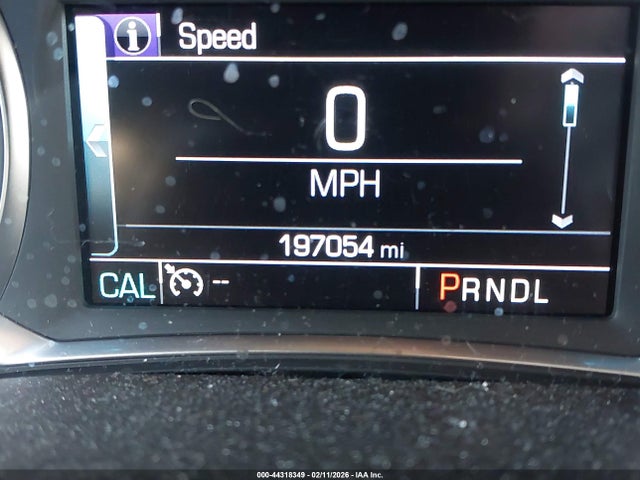 i Speed
0
MPH
197054 mi
CAL -- PRNDL
000-44318349 - 02/11/2026 - IAA Inc.